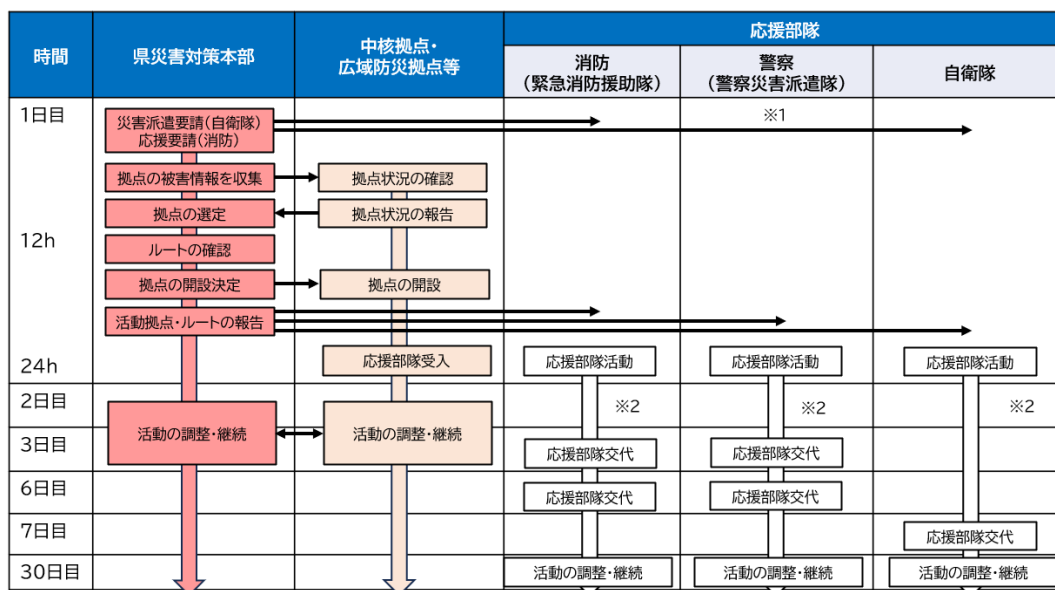 時間
県災害対策本部
中核拠点・
広域防災拠点等
応援部隊
消防
（緊急消防援助隊）
警察
（警察災害派遣隊）
自衛隊
1日目
災害派遣要請(自衛隊)
応援要請(消防)
※1
拠点の被害情報を収集
拠点状況の確認
拠点の選定
拠点状況の報告
12h
ルートの確認
拠点の開設決定
拠点の開設
活動拠点・ルートの報告
24h
応援部隊受入
応援部隊活動
応援部隊活動
応援部隊活動
2日目
※2
※2
※2
活動の調整・継続
活動の調整・継続
3日目
応援部隊交代
応援部隊交代
6日目
応援部隊交代
応援部隊交代
7日目
応援部隊交代
30日目
活動の調整・継続
活動の調整・継続
活動の調整・継続